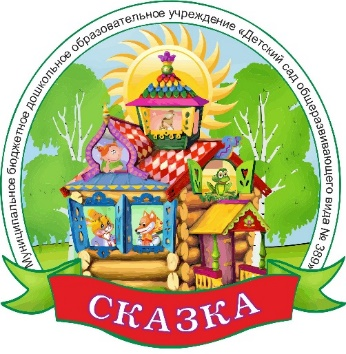 Муниципальное бюджетное дошкольное образовательное учреждение «Детский сад общеразвивающего вида № 389»
СКАЗКА